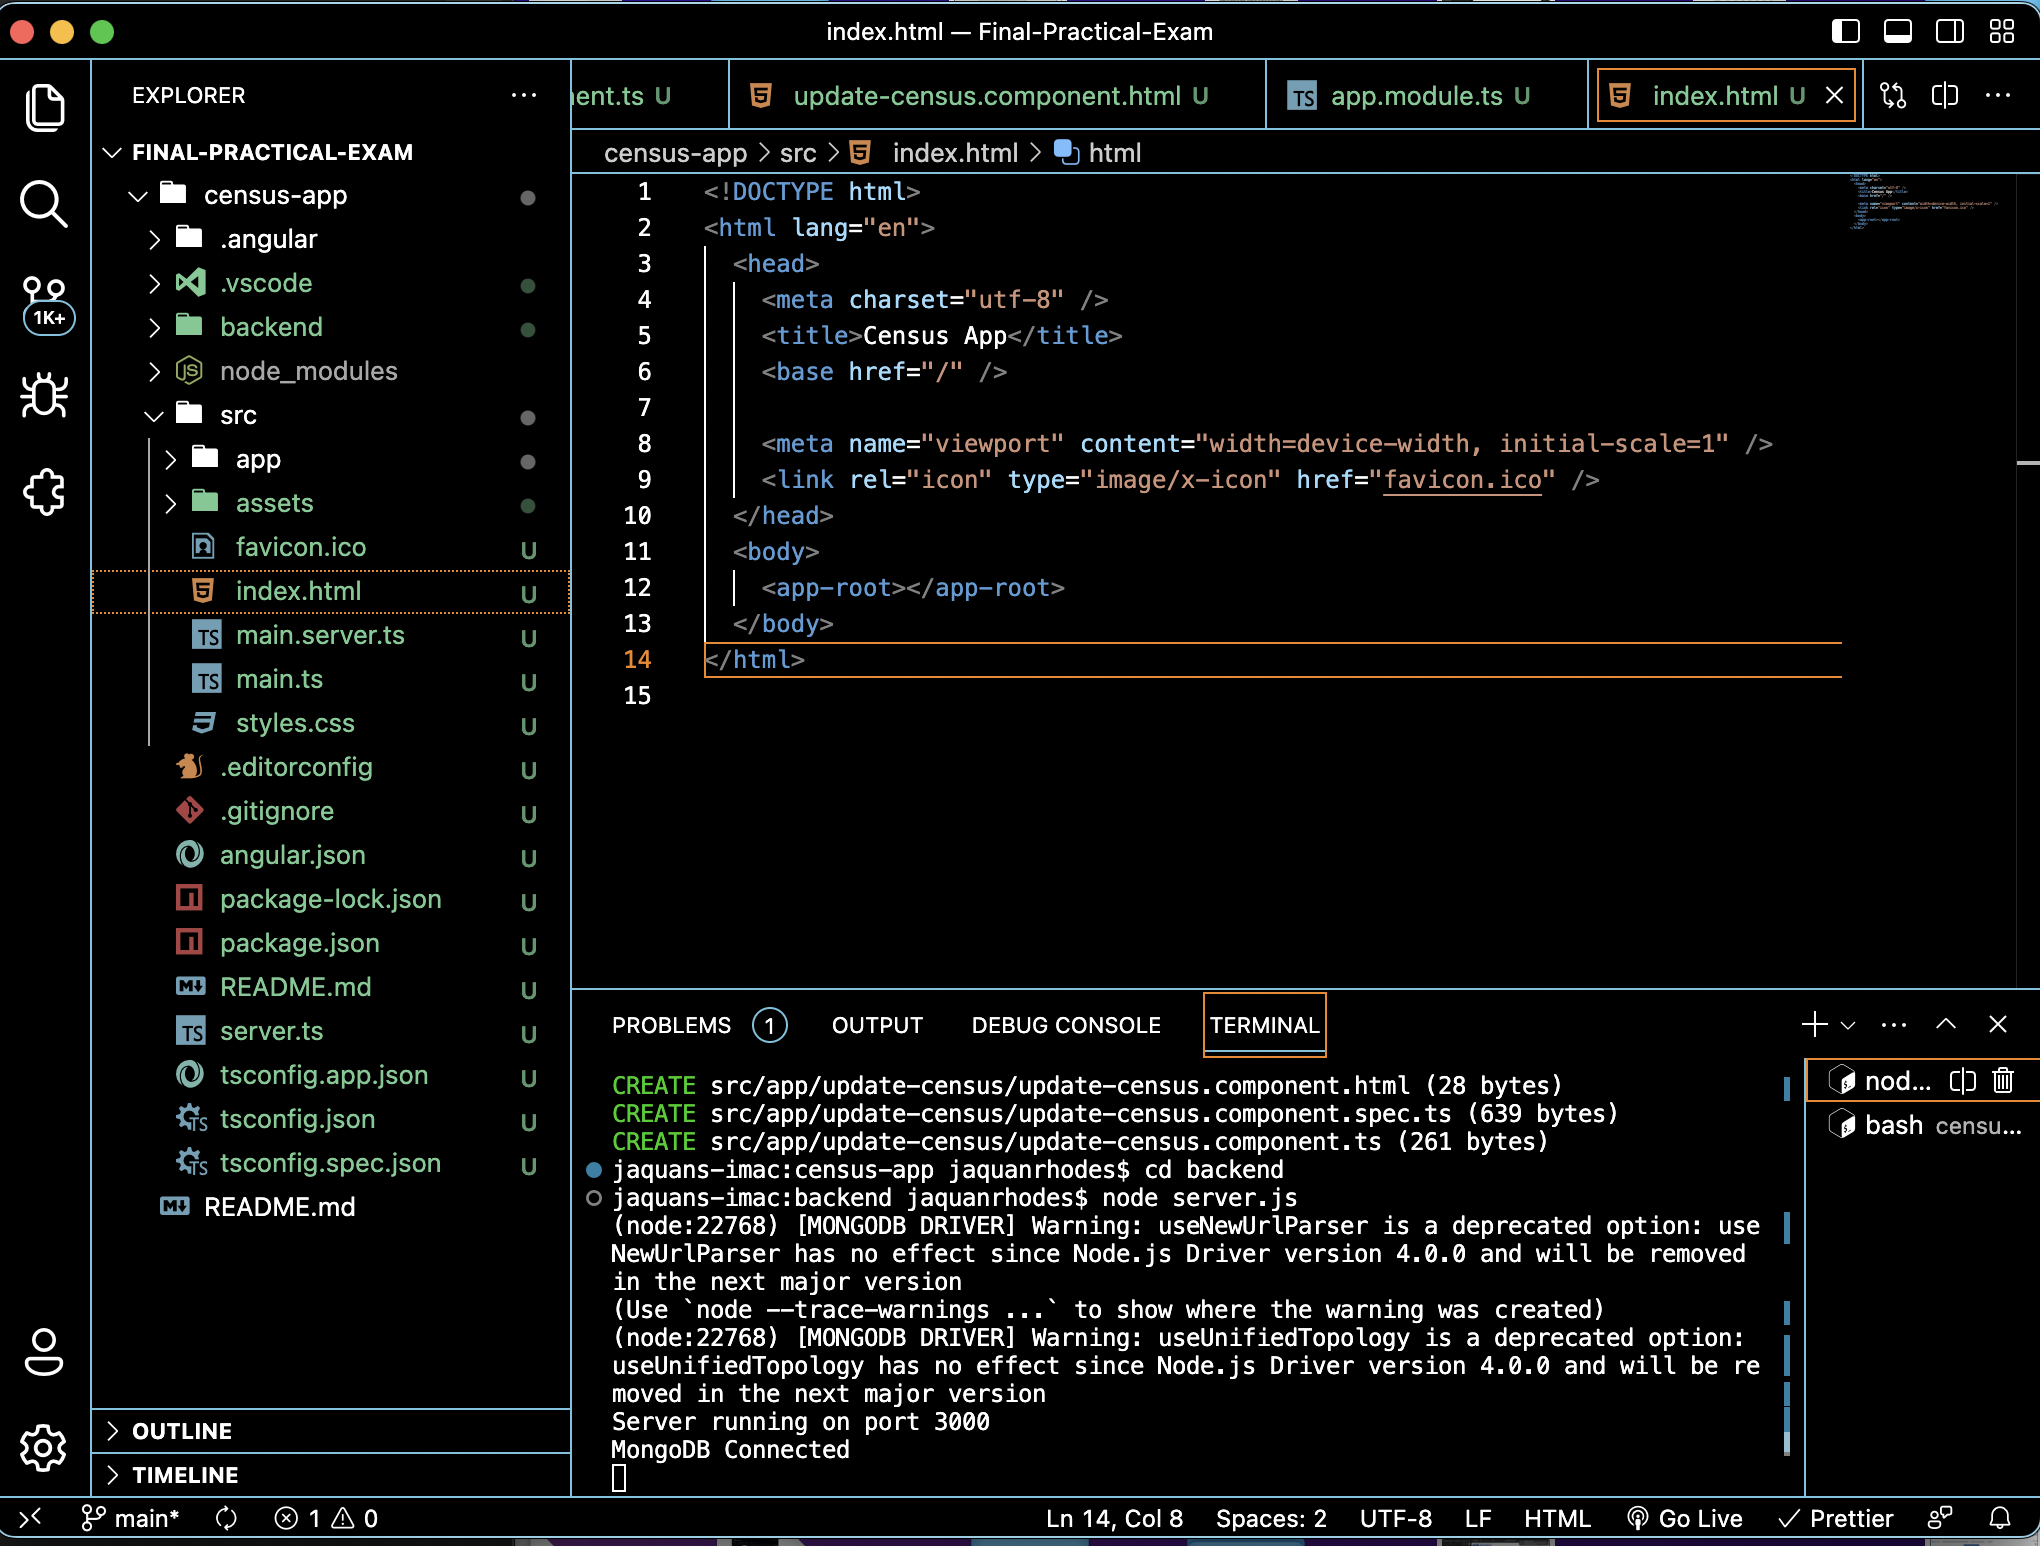 index.html — Final-Practical-Exam
EXPLORER
FINAL-PRACTICAL-EXAM
census-app
.angular
.vscode
backend
node_modules
src
app
assets
favicon.ico U
index.html U
main.server.ts U
main.ts U
styles.css U
.editorconfig U
.gitignore U
angular.json U
package-lock.json U
package.json U
README.md U
server.ts U
tsconfig.app.json U
tsconfig.json U
tsconfig.spec.json U
README.md
OUTLINE
TIMELINE
1K+
ent.ts U
update-census.component.html U
app.module.ts U
index.html U
census-app > src > index.html > html
1 <!DOCTYPE html>
2 <html lang="en">
3 <head>
4 <meta charset="utf-8" />
5 <title>Census App</title>
6 <base href="/" />
7
8 <meta name="viewport" content="width=device-width, initial-scale=1" />
9 <link rel="icon" type="image/x-icon" href="favicon.ico" />
10 </head>
11 <body>
12 <app-root></app-root>
13 </body>
14 </html>
15
PROBLEMS 1 OUTPUT DEBUG CONSOLE TERMINAL
CREATE src/app/update-census/update-census.component.html (28 bytes)
CREATE src/app/update-census/update-census.component.spec.ts (639 bytes)
CREATE src/app/update-census/update-census.component.ts (261 bytes)
jaquans-imac:census-app jaquanrhodes$ cd backend
jaquans-imac:backend jaquanrhodes$ node server.js
(node:22768) [MONGODB DRIVER] Warning: useNewUrlParser is a deprecated option: use
NewUrlParser has no effect since Node.js Driver version 4.0.0 and will be removed
in the next major version
(Use `node --trace-warnings ...` to show where the warning was created)
(node:22768) [MONGODB DRIVER] Warning: useUnifiedTopology is a deprecated option:
useUnifiedTopology has no effect since Node.js Driver version 4.0.0 and will be re
moved in the next major version
Server running on port 3000
MongoDB Connected
nod...
bash censu...
main* 1 0
Ln 14, Col 8 Spaces: 2 UTF-8 LF HTML Go Live Prettier